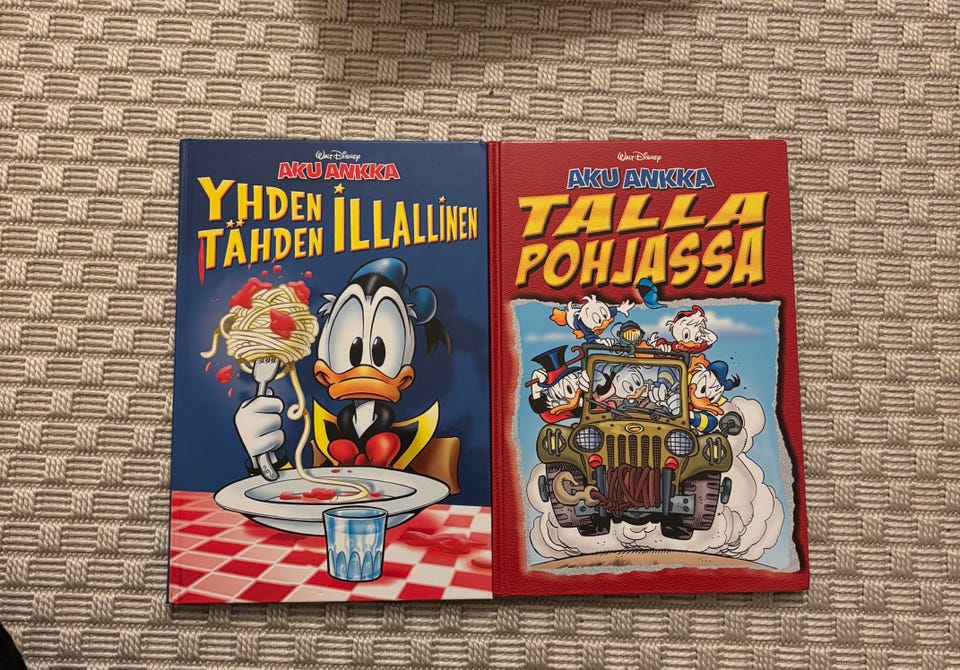 Walt Disney
AKU ANKKA
YHDEN
TÄHDEN ILLALLINEN
Walt Disney
AKU ANKKA
TALLA
POHJASSA